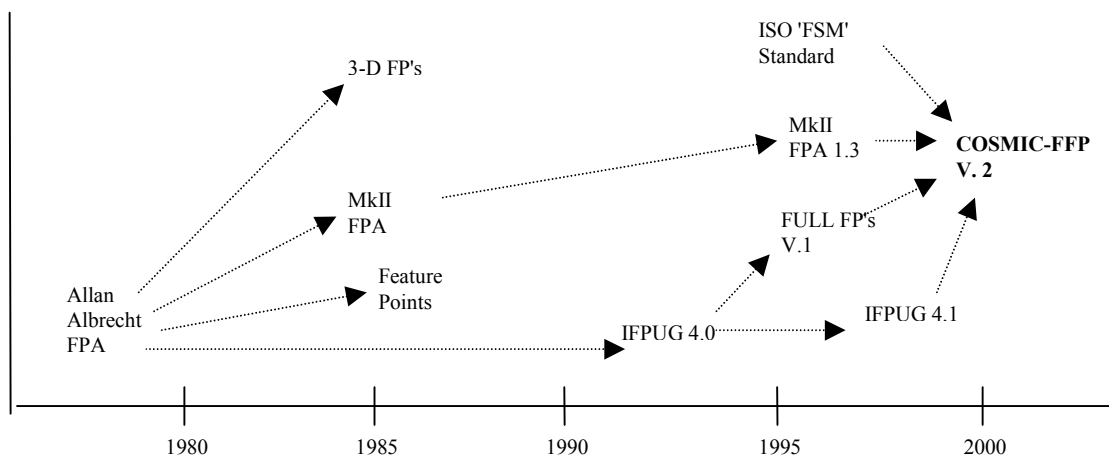 ISO 'FSM'
Standard
3-D FP's
MkII
FPA 1.3
COSMIC-FFP
V. 2
MkII
FPA
FULL FP's
V.1
Feature
Points
Allan
Albrecht
FPA
IFPUG 4.0
IFPUG 4.1
1980
1985
1990
1995
2000